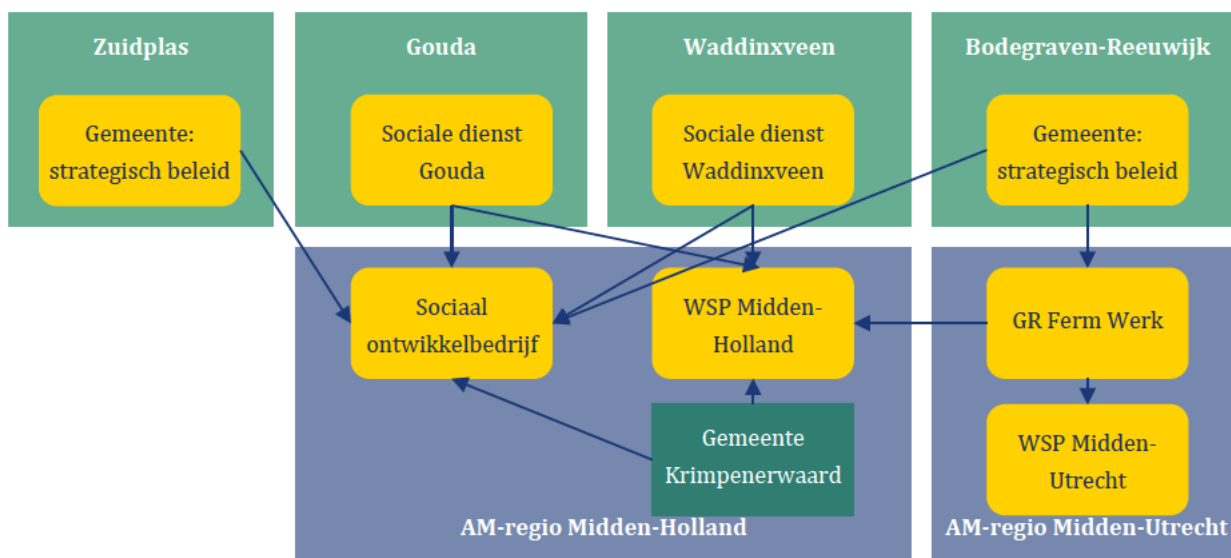 Zuidplas
Gouda
Waddinxveen
Bodegraven-Reeuwijk
Gemeente:
strategisch beleid
Sociale dienst
Gouda
Sociale dienst
Waddinxveen
Gemeente:
strategisch beleid
Sociaal
ontwikkelbedrijf
WSP Midden-
Holland
GR Ferm Werk
Gemeente
Krimpenerwaard
WSP Midden-
Utrecht
AM-regio Midden-Holland
AM-regio Midden-Utrecht